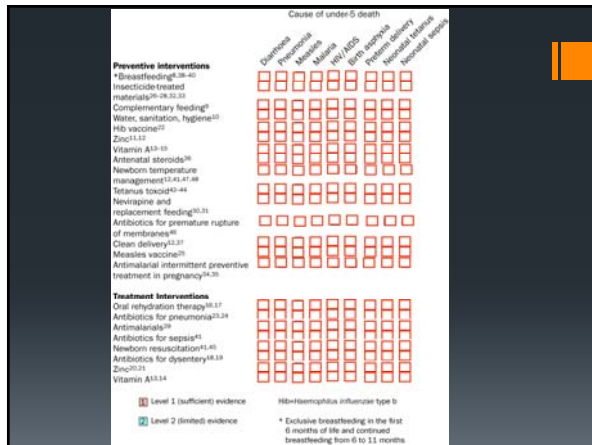 Cause of under-5 death
Diarrhoea
Pneumonia
Measles
Malaria
HIV/AIDS
Birth asphyxia
Preterm delivery
Neonatal tetanus
Neonatal sepsis
Preventive interventions
*Breastfeeding
Insecticide-treated
materials
Complementary feeding
Water, sanitation, hygiene
Hib vaccine
Zinc
Vitamin A
Antenatal steroids
Newborn temperature
management
Tetanus toxoid
Nevirapine and
replacement feeding
Antibiotics for premature rupture
of membranes
Clean delivery
Measles vaccine
Antimalarial intermittent preventive
treatment in pregnancy
Treatment Interventions
Oral rehydration therapy
Antibiotics for pneumonia
Antimalarials
Antibiotics for sepsis
Newborn resuscitation
Antibiotics for dysentery
Zinc
Vitamin A
1 Level 1 (sufficient) evidence
2 Level 2 (limited) evidence
Hib=Haemophilus influenzae type b
* Exclusive breastfeeding in the first
6 months of life and continued
breastfeeding from 6 to 11 months